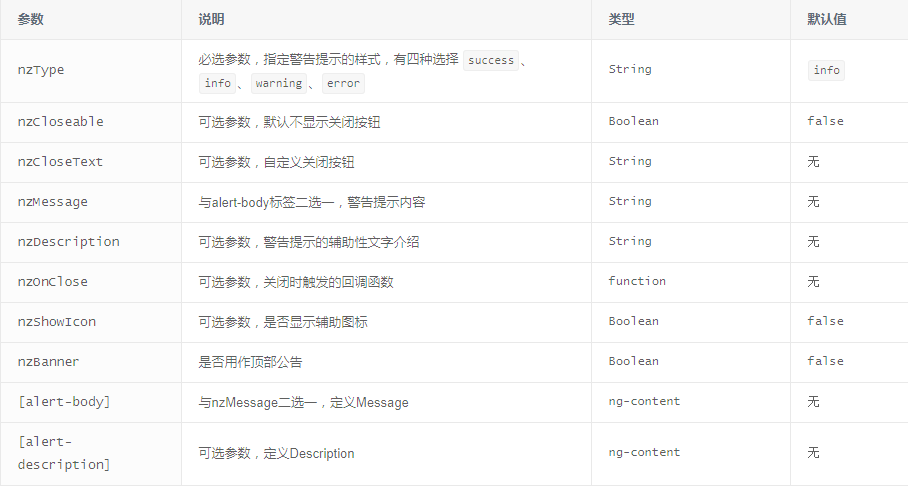 参数 说明 类型 默认值
nzType 必选参数，指定警告提示的样式，有四种选择 success 、 String info
info 、 warning 、 error
nzCloseable 可选参数，默认不显示关闭按钮 Boolean false
nzCloseText 可选参数，自定义关闭按钮 String 无
nzMessage 与alert-body标签二选一，警告提示内容 String 无
nzDescription 可选参数，警告提示的辅助性文字介绍 String 无
nzOnClose 可选参数，关闭时触发的回调函数 function 无
nzShowIcon 可选参数，是否显示辅助图标 Boolean false
nzBanner 是否用作顶部公告 Boolean false
[alert-body] 与nzMessage二选一，定义Message ng-content 无
[alert-
description] 可选参数，定义Description ng-content 无